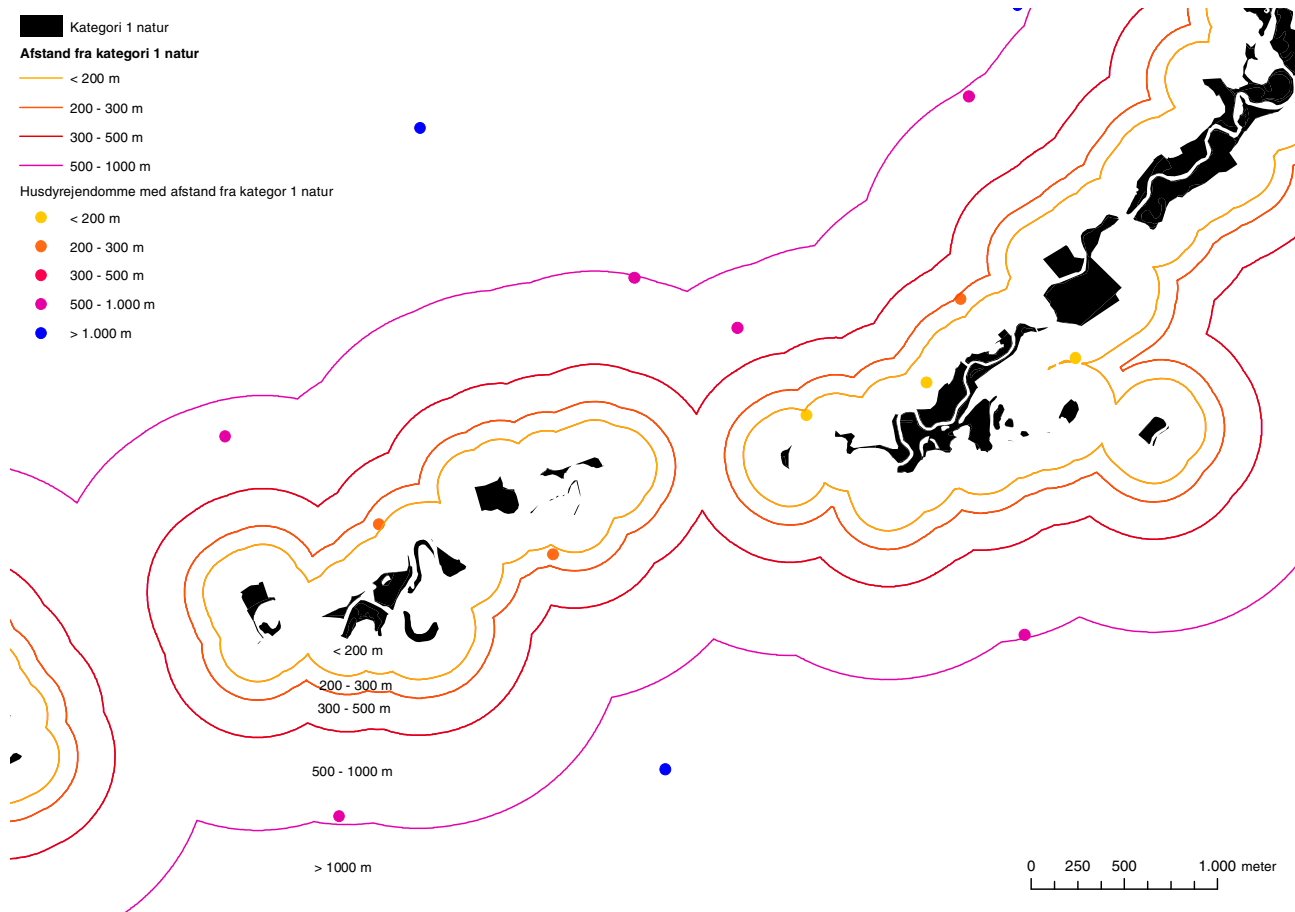 Kategori 1 natur
Afstand fra kategori 1 natur
< 200 m
200 - 300 m
300 - 500 m
500 - 1000 m
Husdyrejendomme med afstand fra kategor 1 natur
< 200 m
200 - 300 m
300 - 500 m
500 - 1.000 m
> 1.000 m
< 200 m
200 - 300 m
300 - 500 m
500 - 1000 m
> 1000 m
0 250 500 1.000 meter